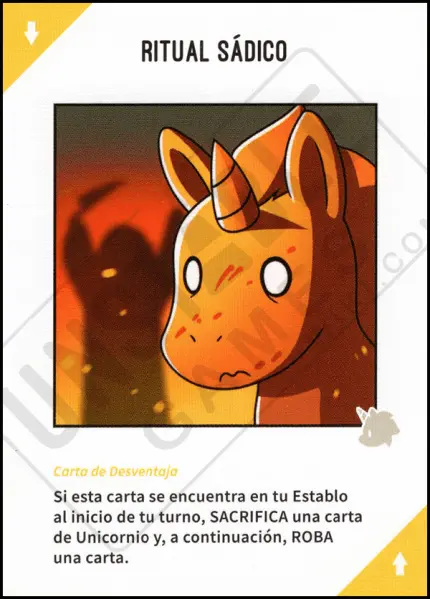 RITUAL SÁDICO
Carta de Desventaja
Si esta carta se encuentra en tu Establo
al inicio de tu turno, SACRIFICA una carta
de Unicornio y, a continuación, ROBA
una carta.